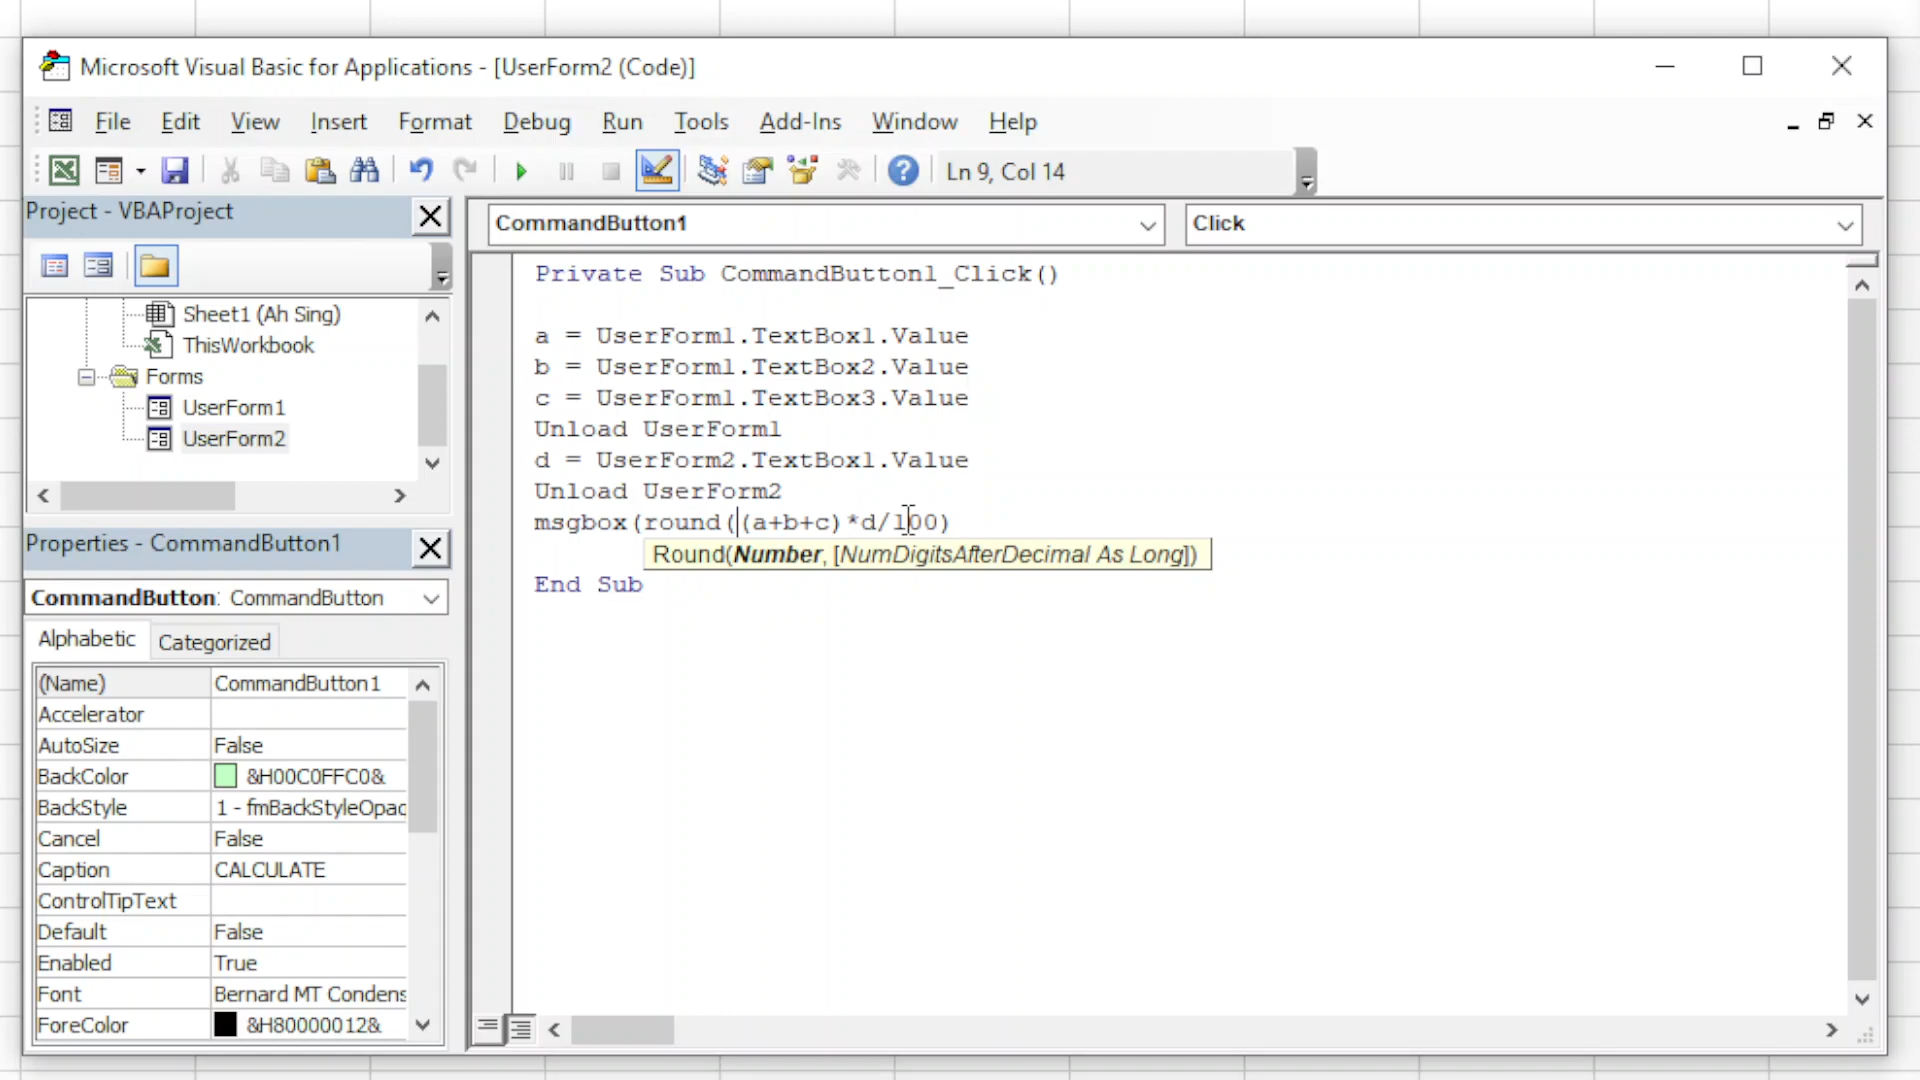 Microsoft Visual Basic for Applications - [UserForm2 (Code)]
File Edit View Insert Format Debug Run Tools Add-Ins Window Help
Ln 9, Col 14
Project - VBAProject
Sheet1 (Ah Sing)
ThisWorkbook
Forms
UserForm1
UserForm2
Properties - CommandButton1
CommandButton1 CommandButton
Alphabetic Categorized
(Name) CommandButton1
Accelerator
AutoSize False
BackColor &H00C0FFC0&
BackStyle 1 - fmBackStyleOpac
Cancel False
Caption CALCULATE
ControlTipText
Default False
Enabled True
Font Bernard MT Condens
ForeColor &H80000012&
CommandButton1 Click
Private Sub CommandButton1_Click()
a = UserForm1.TextBox1.Value
b = UserForm1.TextBox2.Value
c = UserForm1.TextBox3.Value
Unload UserForm1
d = UserForm2.TextBox1.Value
Unload UserForm2
msgbox(round((a+b+c)*d/100)
Round(Number, [NumDigitsAfterDecimal As Long])
End Sub